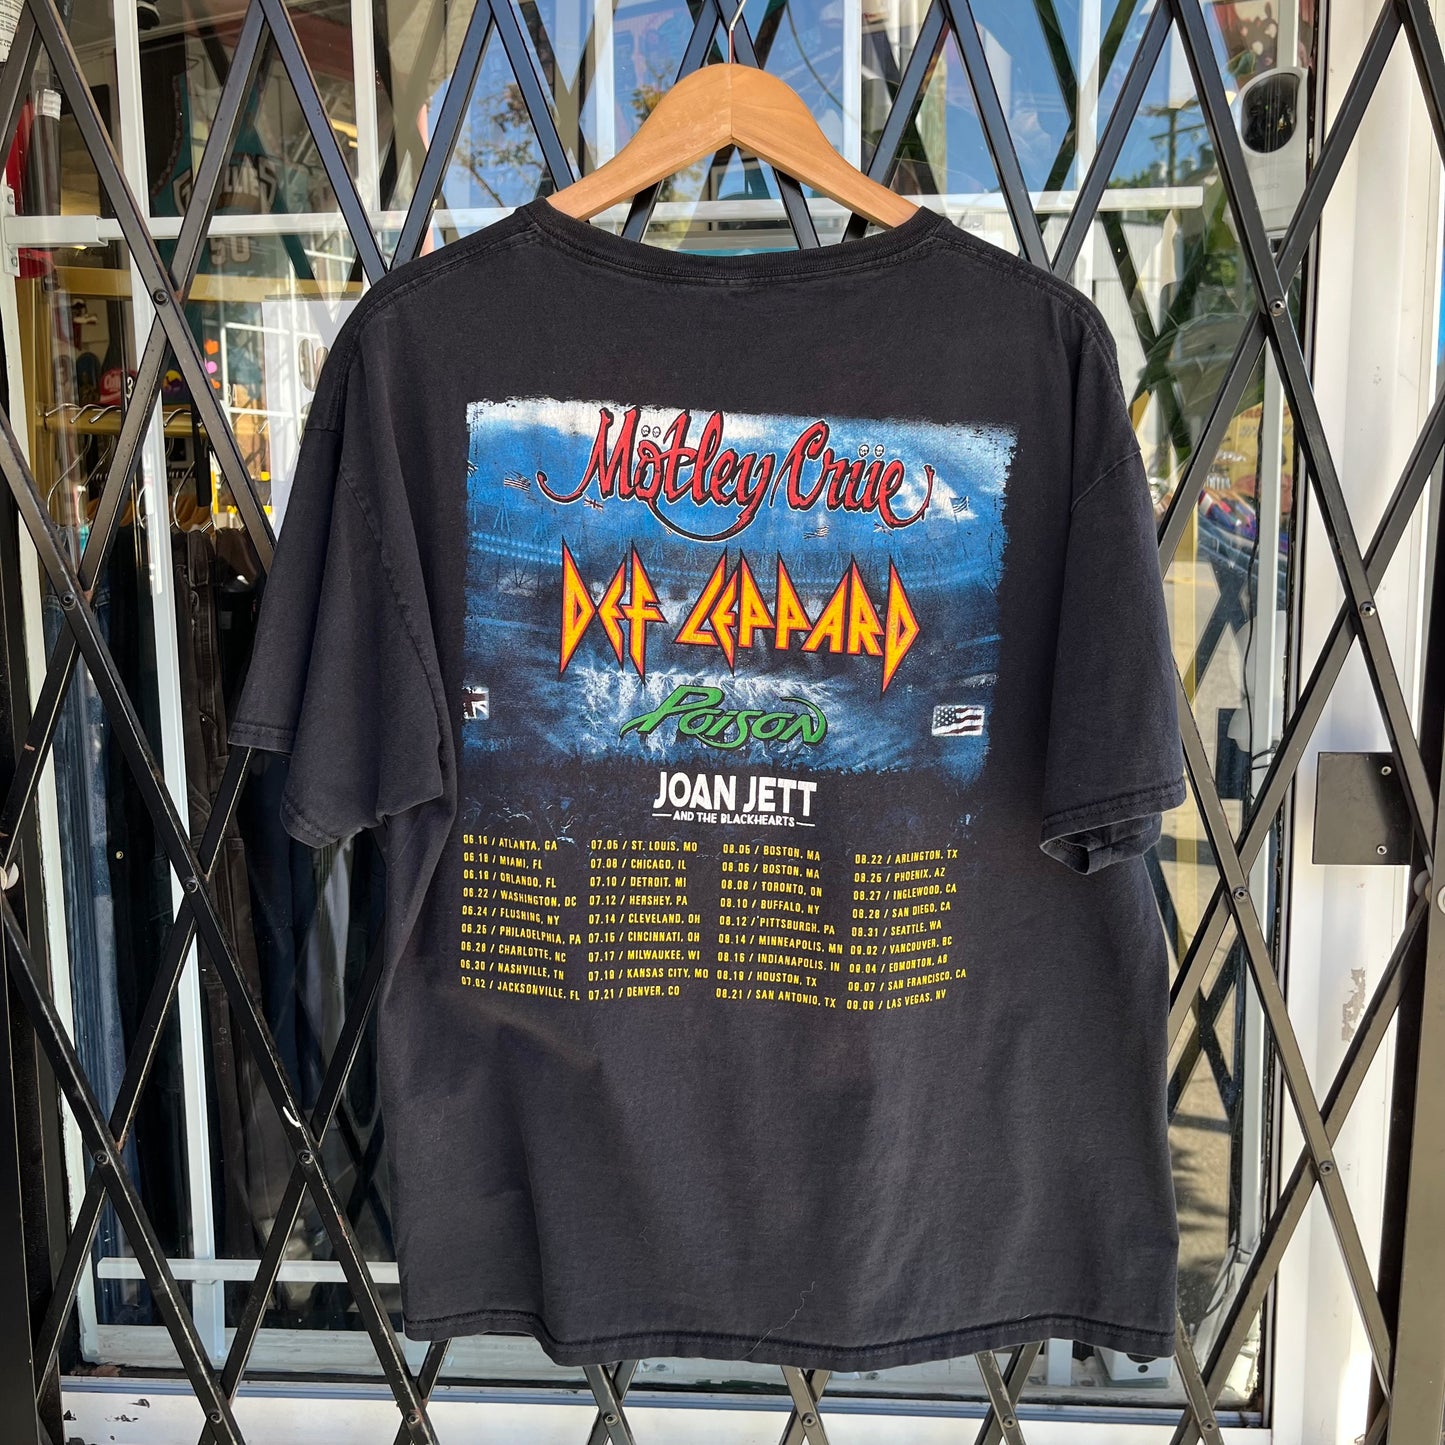 Mötley Crüe
DEF LEPPARD
POISON
JOAN JETT
AND THE BLACKHEARTS
06.16 / ATLANTA, GA
06.18 / MIAMI, FL
06.19 / ORLANDO, FL
06.22 / WASHINGTON, DC
06.24 / FLUSHING, NY
06.25 / PHILADELPHIA, PA
06.28 / CHARLOTTE, NC
06.30 / NASHVILLE, TN
07.02 / JACKSONVILLE, FL
07.05 / ST. LOUIS, MO
07.08 / CHICAGO, IL
07.10 / DETROIT, MI
07.12 / HERSHEY, PA
07.14 / CLEVELAND, OH
07.15 / CINCINNATI, OH
07.17 / MILWAUKEE, WI
07.19 / KANSAS CITY, MO
07.21 / DENVER, CO
08.05 / BOSTON, MA
08.06 / BOSTON, MA
08.08 / TORONTO, ON
08.10 / BUFFALO, NY
08.12 / PITTSBURGH, PA
08.14 / MINNEAPOLIS, MN
08.16 / INDIANAPOLIS, IN
08.19 / HOUSTON, TX
08.21 / SAN ANTONIO, TX
08.22 / ARLINGTON, TX
08.25 / PHOENIX, AZ
08.27 / INGLEWOOD, CA
08.28 / SAN DIEGO, CA
08.31 / SEATTLE, WA
09.02 / VANCOUVER, BC
09.04 / EDMONTON, AB
09.07 / SAN FRANCISCO, CA
09.09 / LAS VEGAS, NV